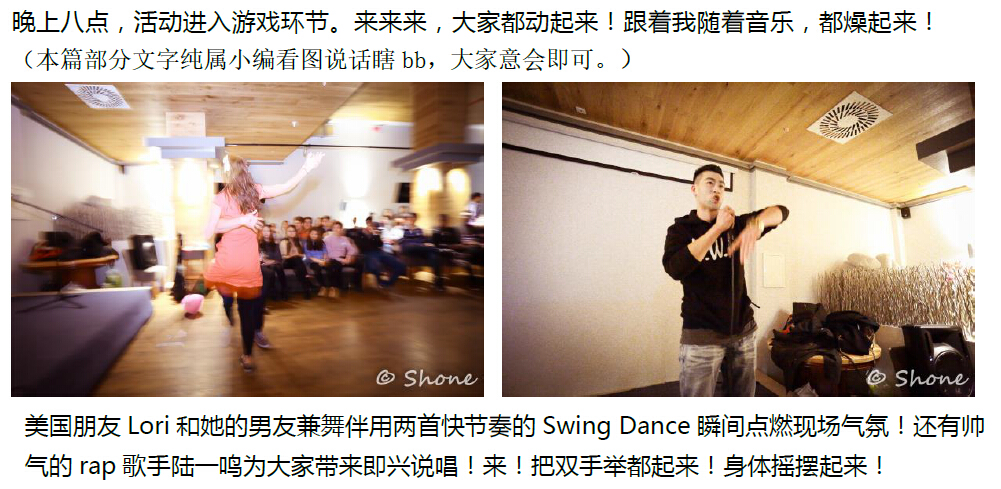 晚上八点，活动进入游戏环节。来来来，大家都动起来！跟着我随着音乐，都燥起来！
（本篇部分文字纯属小编看图说话瞎 bb，大家意会即可。）
© Shone
© Shone
美国朋友 Lori 和她的男友兼舞伴用两首快节奏的 Swing Dance 瞬间点燃现场气氛！还有帅
气的 rap 歌手陆一鸣为大家带来即兴说唱！来！把双手举都起来！身体摇摆起来！